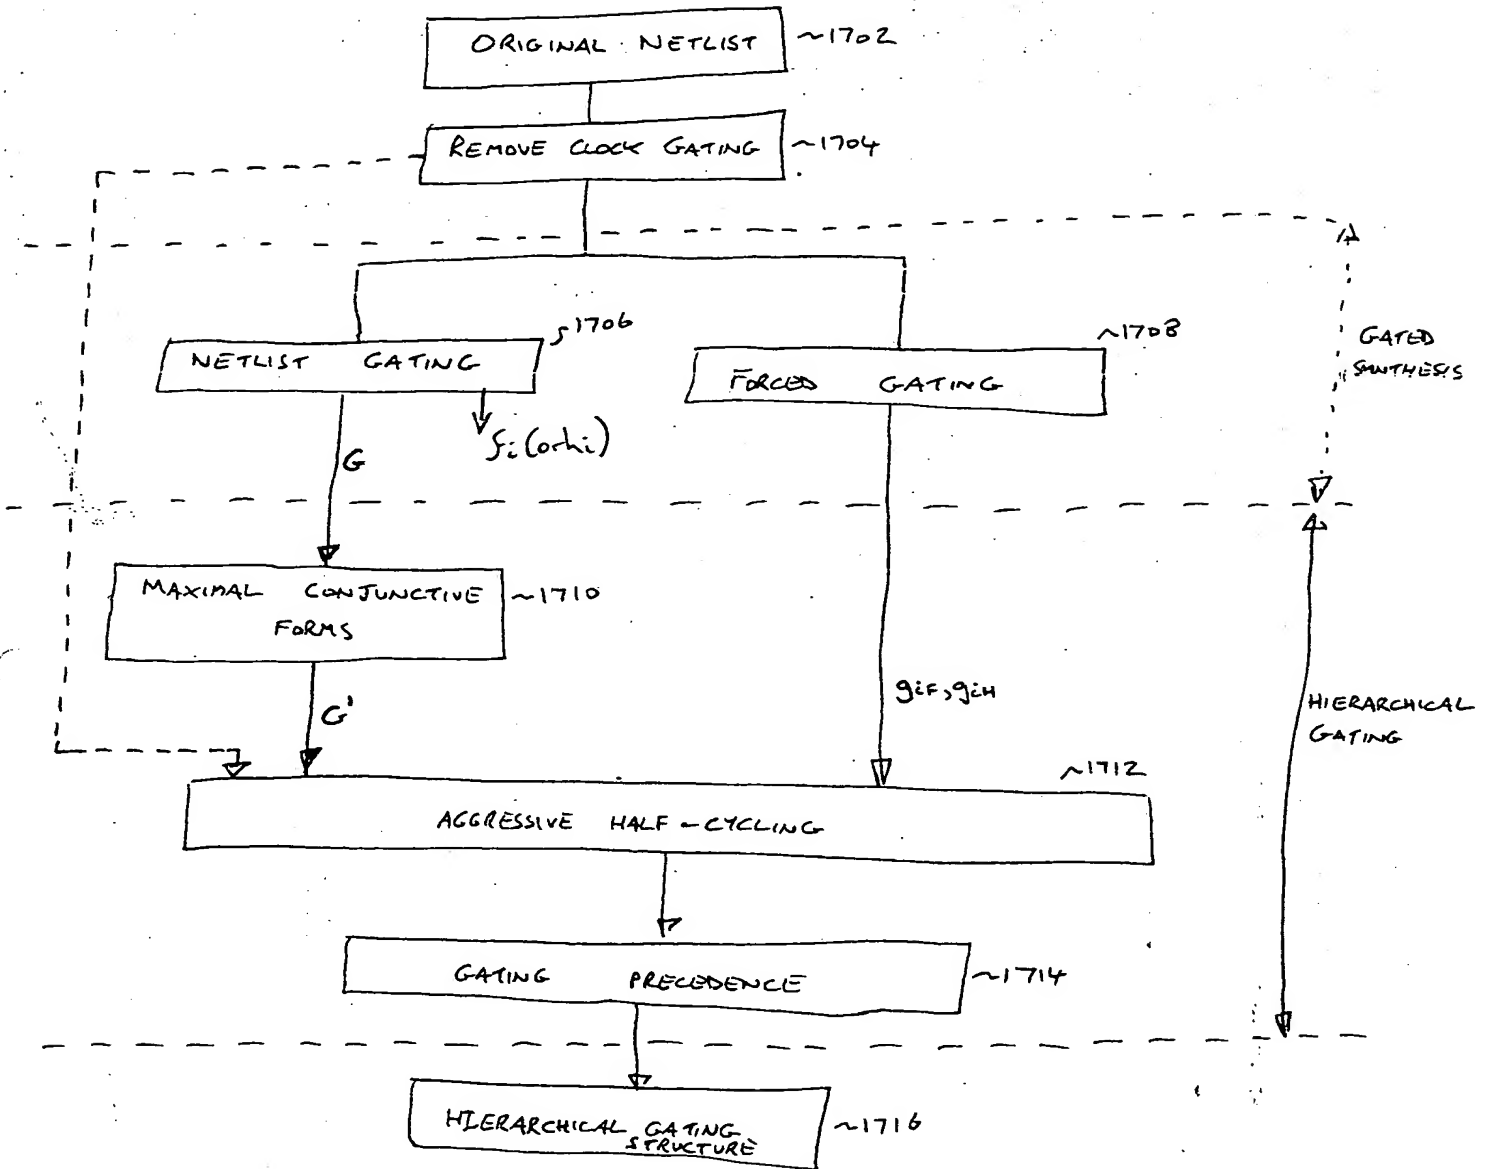 ORIGINAL NETLIST ~1702
REMOVE CLOCK GATING ~1704
NETLIST GATING
1706
FORCED GATING
~1708
GATED
SYNTHESIS
fi (or hi)
G
MAXIMAL CONJUNCTIVE
FORMS
~1710
G'
giF, giH
HIERARCHICAL
GATING
~1712
AGGRESSIVE HALF-CYCLING
GATING PRECEDENCE ~1714
HIERARCHICAL GATING
STRUCTURE
~1716